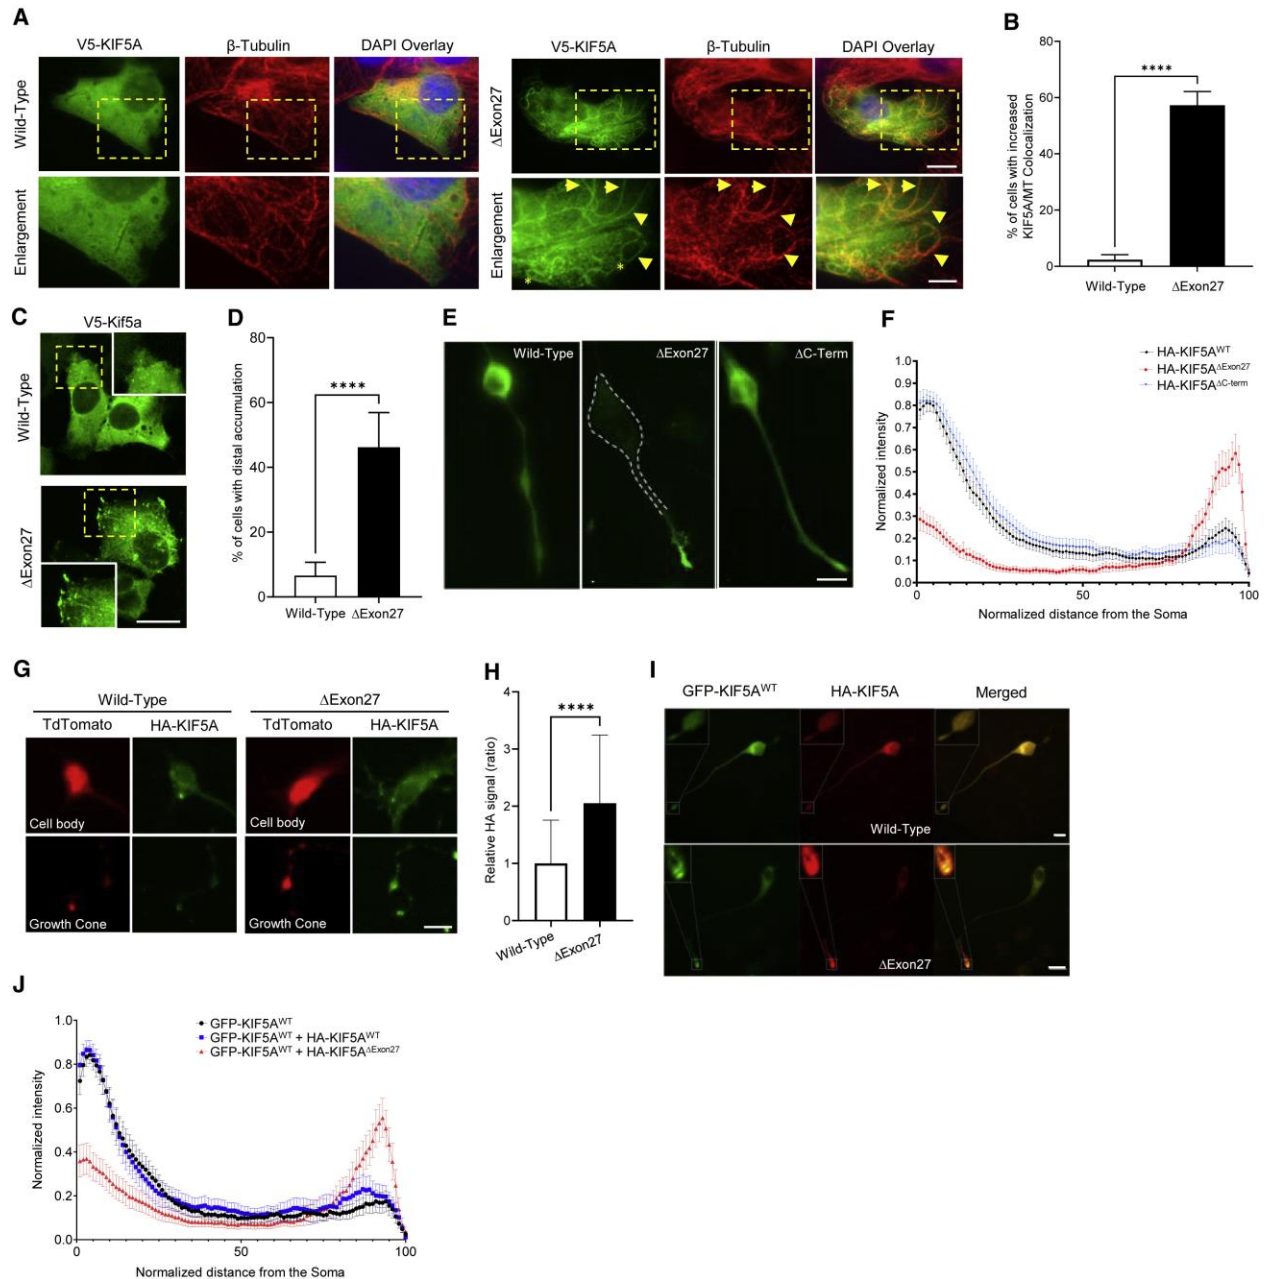 A
V5-KIF5A
β-Tubulin
DAPI Overlay
V5-KIF5A
β-Tubulin
DAPI Overlay
Wild-Type
Enlargement
ΔExon27
Enlargement
*
*
B
% of cells with increased
KIF5A/MT Colocalization
80
60
40
20
0
****
Wild-Type
ΔExon27
C
V5-Kif5a
Wild-Type
ΔExon27
D
% of cells with distal accumulation
80
60
40
20
0
****
Wild-Type
ΔExon27
E
Wild-Type
ΔExon27
ΔC-Term
F
HA-KIF5A^WT
HA-KIF5A^ΔExon27
HA-KIF5A^ΔC-term
Normalized intensity
1.0
0.9
0.8
0.7
0.6
0.5
0.4
0.3
0.2
0.1
0.0
0
50
100
Normalized distance from the Soma
G
Wild-Type
ΔExon27
TdTomato
HA-KIF5A
TdTomato
HA-KIF5A
Cell body
Cell body
Growth Cone
Growth Cone
H
Relative HA signal (ratio)
4
3
2
1
0
****
Wild-Type
ΔExon27
I
GFP-KIF5A^WT
HA-KIF5A
Merged
Wild-Type
ΔExon27
J
GFP-KIF5A^WT
GFP-KIF5A^WT + HA-KIF5A^WT
GFP-KIF5A^WT + HA-KIF5A^ΔExon27
Normalized intensity
1.0
0.8
0.6
0.4
0.2
0.0
0
50
100
Normalized distance from the Soma